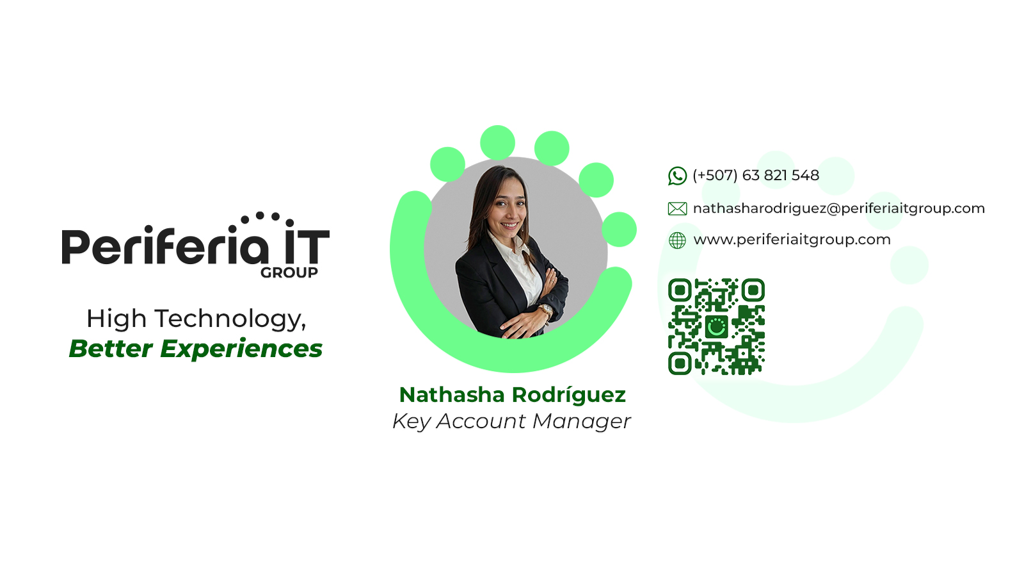 Periferia IT
GROUP
High Technology,
Better Experiences
Nathasha Rodríguez
Key Account Manager
(+507) 63 821 548
nathasharodriguez@periferiaitgroup.com
www.periferiaitgroup.com